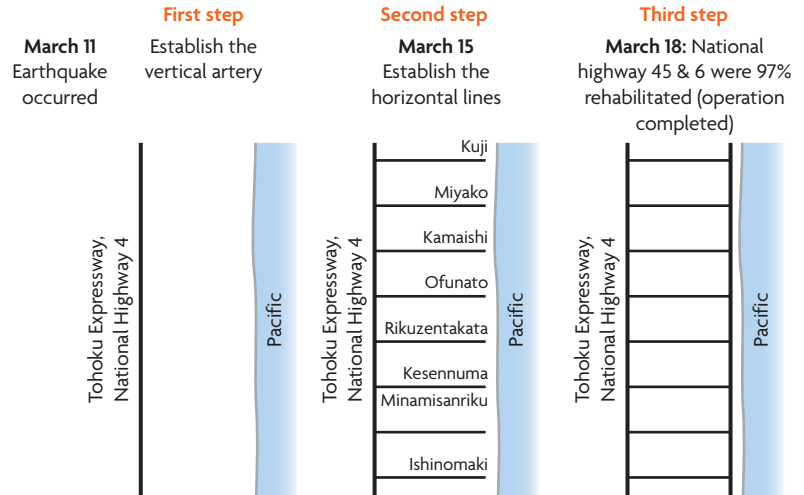 First step
Second step
Third step
March 11
Earthquake
occurred
Establish the
vertical artery
March 15
Establish the
horizontal lines
March 18: National
highway 45 & 6 were 97%
rehabilitated (operation
completed)
Tohoku Expressway,
National Highway 4
Pacific
Tohoku Expressway,
National Highway 4
Kuji
Miyako
Kamaishi
Ofunato
Rikuzentakata
Kesennuma
Minamisanriku
Ishinomaki
Pacific
Tohoku Expressway,
National Highway 4
Pacific